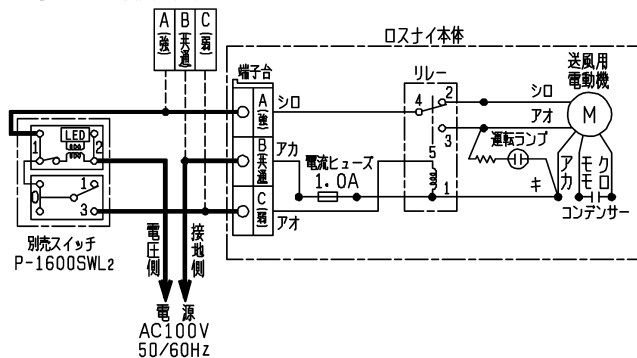 A
(強)
B
共通
C
(弱)
ロスナイ本体
端子台
リレー
送風用
電動機
A
(強)
シロ
4
2
シロ
M
アオ
LED
1
2
B
共通
アカ
電流ヒューズ
1.0A
5
3
運転ランプ
0
1
3
C
(弱)
アオ
1
キ
アカ
モモ
クロ
コンデンサー
別売スイッチ
P-1600SWL2
電圧側
接地側
電 源
AC100V
50/60Hz